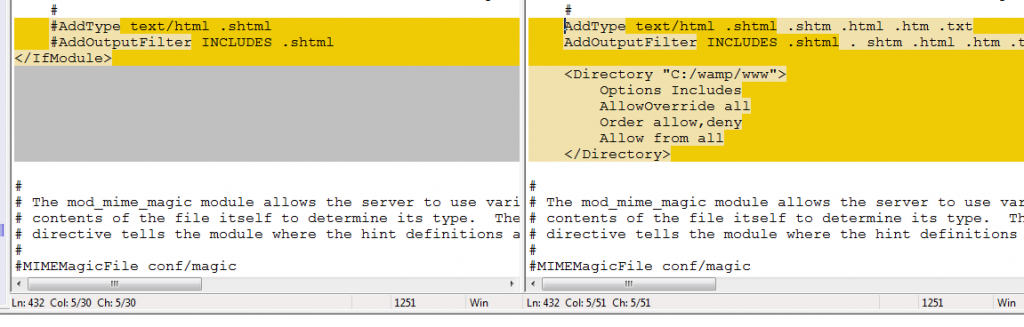 #
#AddType text/html .shtml
#AddOutputFilter INCLUDES .shtml
</IfModule>
#
# The mod_mime_magic module allows the server to use vari
# contents of the file itself to determine its type.  The
# directive tells the module where the hint definitions a
#
#MIMEMagicFile conf/magic
Ln: 432 Col: 5/30 Ch: 5/30 1251 Win
#
AddType text/html .shtml .shtm .html .htm .txt
AddOutputFilter INCLUDES .shtml . shtm .html .htm .t
<Directory "C:/wamp/www">
Options Includes
AllowOverride all
Order allow,deny
Allow from all
</Directory>
#
# The mod_mime_magic module allows the server to use var
# contents of the file itself to determine its type.  Th
# directive tells the module where the hint definitions
#
#MIMEMagicFile conf/magic
Ln: 432 Col: 5/51 Ch: 5/51 1251 Win